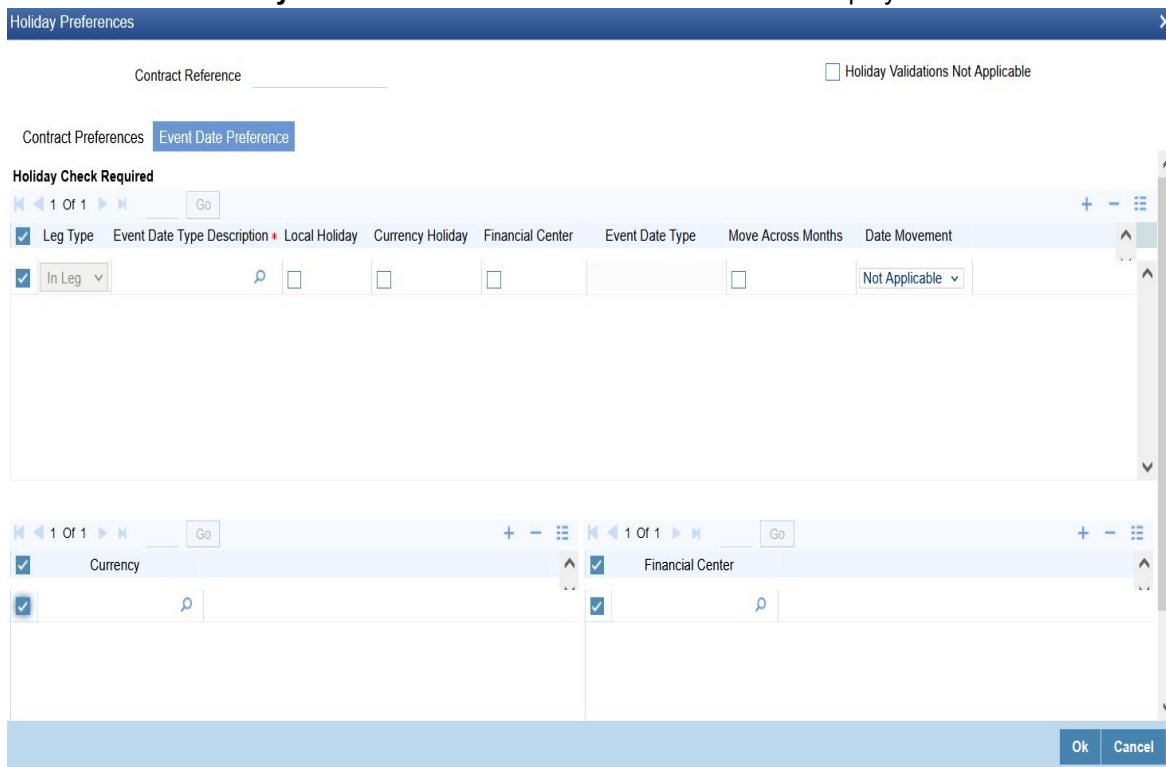 Holiday Preferences
Contract Reference
Holiday Validations Not Applicable
Contract Preferences Event Date Preference
Holiday Check Required
1 Of 1 Go
Leg Type Event Date Type Description * Local Holiday Currency Holiday Financial Center Event Date Type Move Across Months Date Movement
In Leg Not Applicable
1 Of 1 Go 1 Of 1 Go
Currency Financial Center
Ok Cancel